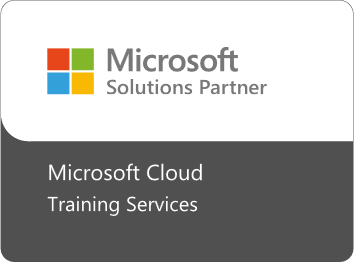 Microsoft
Solutions Partner
Microsoft Cloud
Training Services